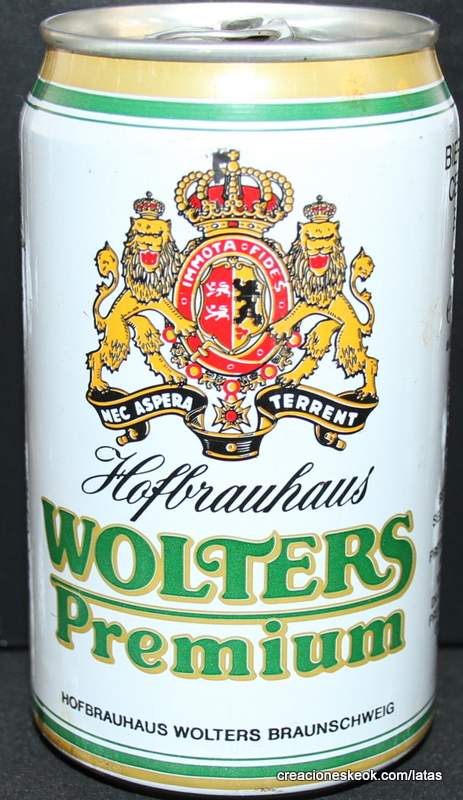 IMMOTA FIDES
NEC ASPERA TERRENT
Hofbrauhaus
WOLTERS
Premium
HOFBRAUHAUS WOLTERS BRAUNSCHWEIG
creacioneskeok.com/latas